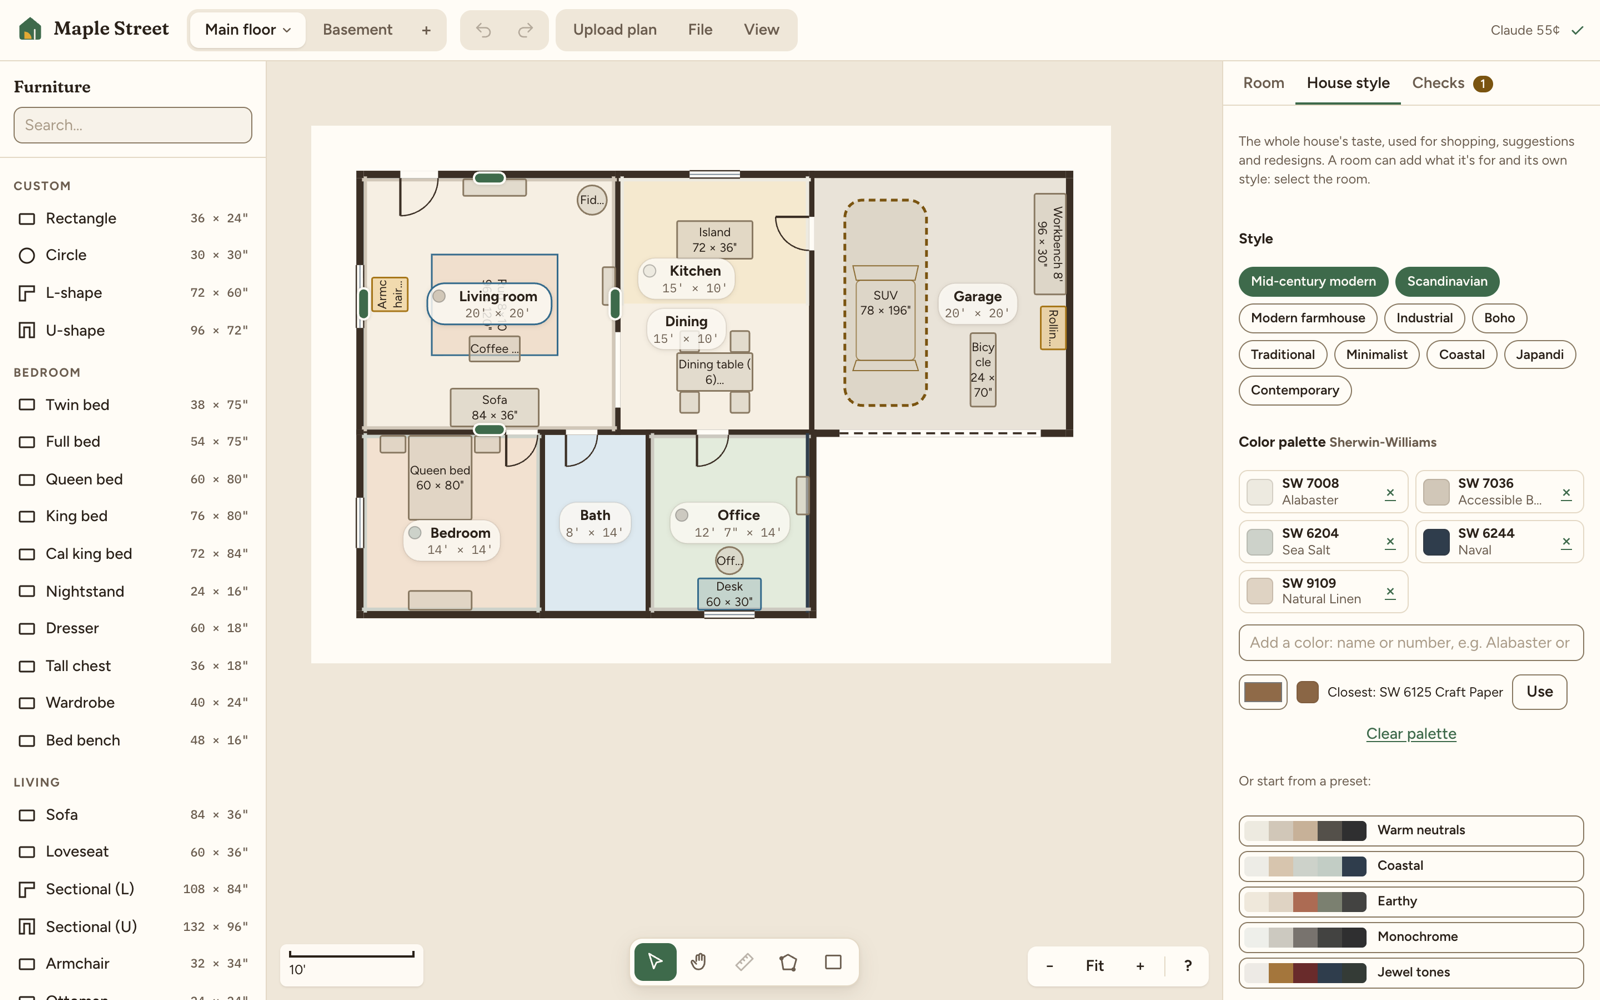 Maple Street
Main floor
Basement
+
Upload plan
File
View
Claude 55¢
Furniture
Search...
CUSTOM
Rectangle 36 × 24"
Circle 30 × 30"
L-shape 72 × 60"
U-shape 96 × 72"
BEDROOM
Twin bed 38 × 75"
Full bed 54 × 75"
Queen bed 60 × 80"
King bed 76 × 80"
Cal king bed 72 × 84"
Nightstand 24 × 16"
Dresser 60 × 18"
Tall chest 36 × 18"
Wardrobe 40 × 24"
Bed bench 48 × 16"
LIVING
Sofa 84 × 36"
Loveseat 60 × 36"
Sectional (L) 108 × 84"
Sectional (U) 132 × 96"
Armchair 32 × 34"
Fid...
Armc
hair...
Living room
20' × 20'
Coffee ...
Sofa
84 × 36"
Island
72 × 36"
Kitchen
15' × 10'
Dining
15' × 10'
Dining table (
6)...
SUV
78 × 196"
Garage
20' × 20'
Bicy
cle
24 ×
70"
Workbench 8'
96 × 30"
Rollin...
Queen bed
60 × 80"
Bedroom
14' × 14'
Bath
8' × 14'
Office
12' 7" × 14'
Off...
Desk
60 × 30"
10'
-
Fit
+
?
Room
House style
Checks 1
The whole house's taste, used for shopping, suggestions
and redesigns. A room can add what it's for and its own
style: select the room.
Style
Mid-century modern
Scandinavian
Modern farmhouse
Industrial
Boho
Traditional
Minimalist
Coastal
Japandi
Contemporary
Color palette Sherwin-Williams
SW 7008
Alabaster
×
SW 7036
Accessible B...
×
SW 6204
Sea Salt
×
SW 6244
Naval
×
SW 9109
Natural Linen
×
Add a color: name or number, e.g. Alabaster or
Closest: SW 6125 Craft Paper
Use
Clear palette
Or start from a preset:
Warm neutrals
Coastal
Earthy
Monochrome
Jewel tones